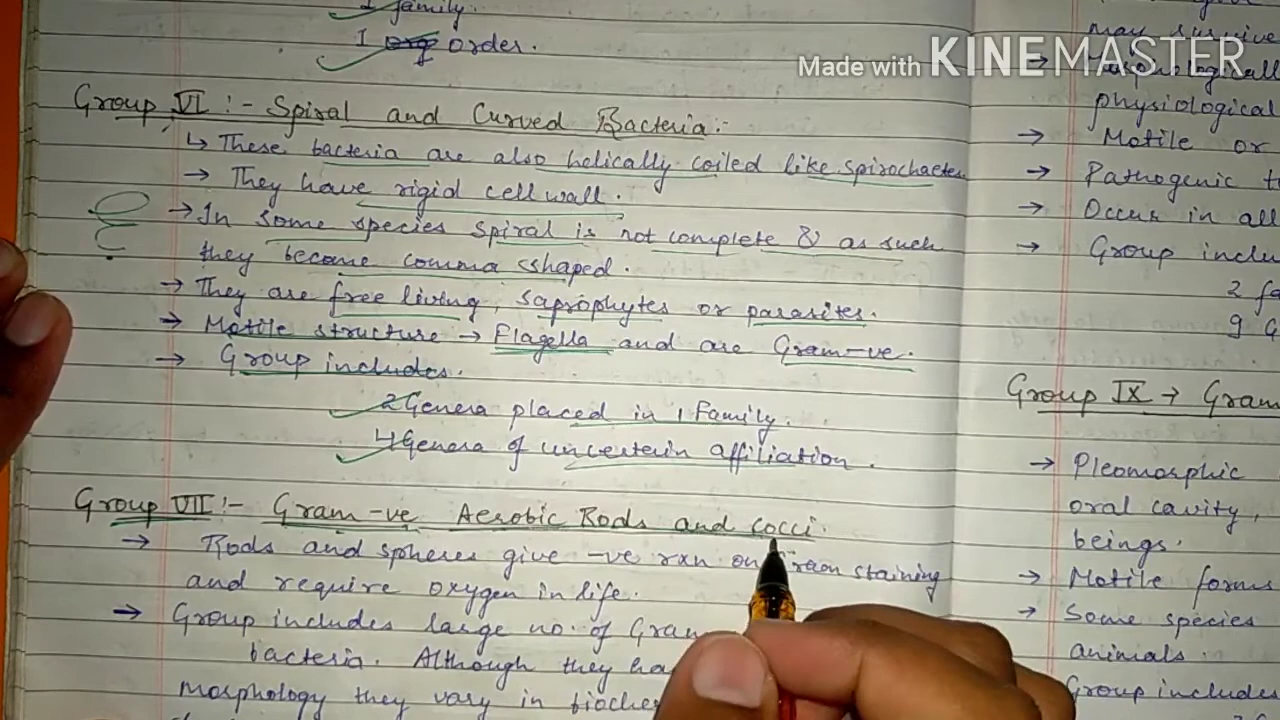 1 family.
1 order.
Made with KINEMASTER
Group VI :- Spiral and Curved Bacteria :-
↳ These bacteria are also helically coiled like spirochaetes
→ They have rigid cell wall.
→ In some species spiral is not complete & as such
they become comma shaped.
→ They are free living, saprophytes or parasites.
→ Motile structure → Flagella and are Gram-ve.
→ Group includes.
2 Genera placed in 1 Family.
4 Genera of uncertain affiliation.
Group VII :- Gram-ve Aerobic Rods and Cocci.
→ Rods and spheres give -ve rxn on Gram staining
and require oxygen in life.
→ Group includes large no. of Gram
bacteria. Although they ha
morphology they vary in bioche
may survive
physiological
→ Motile or
→ Pathogenic t
→ Occur in all
→ Group inclu
2 fa
9 G
Group IX → Gram
→ Pleomorphic
oral cavity,
beings.
→ Motile forms
→ Some species
animals.
Group includes